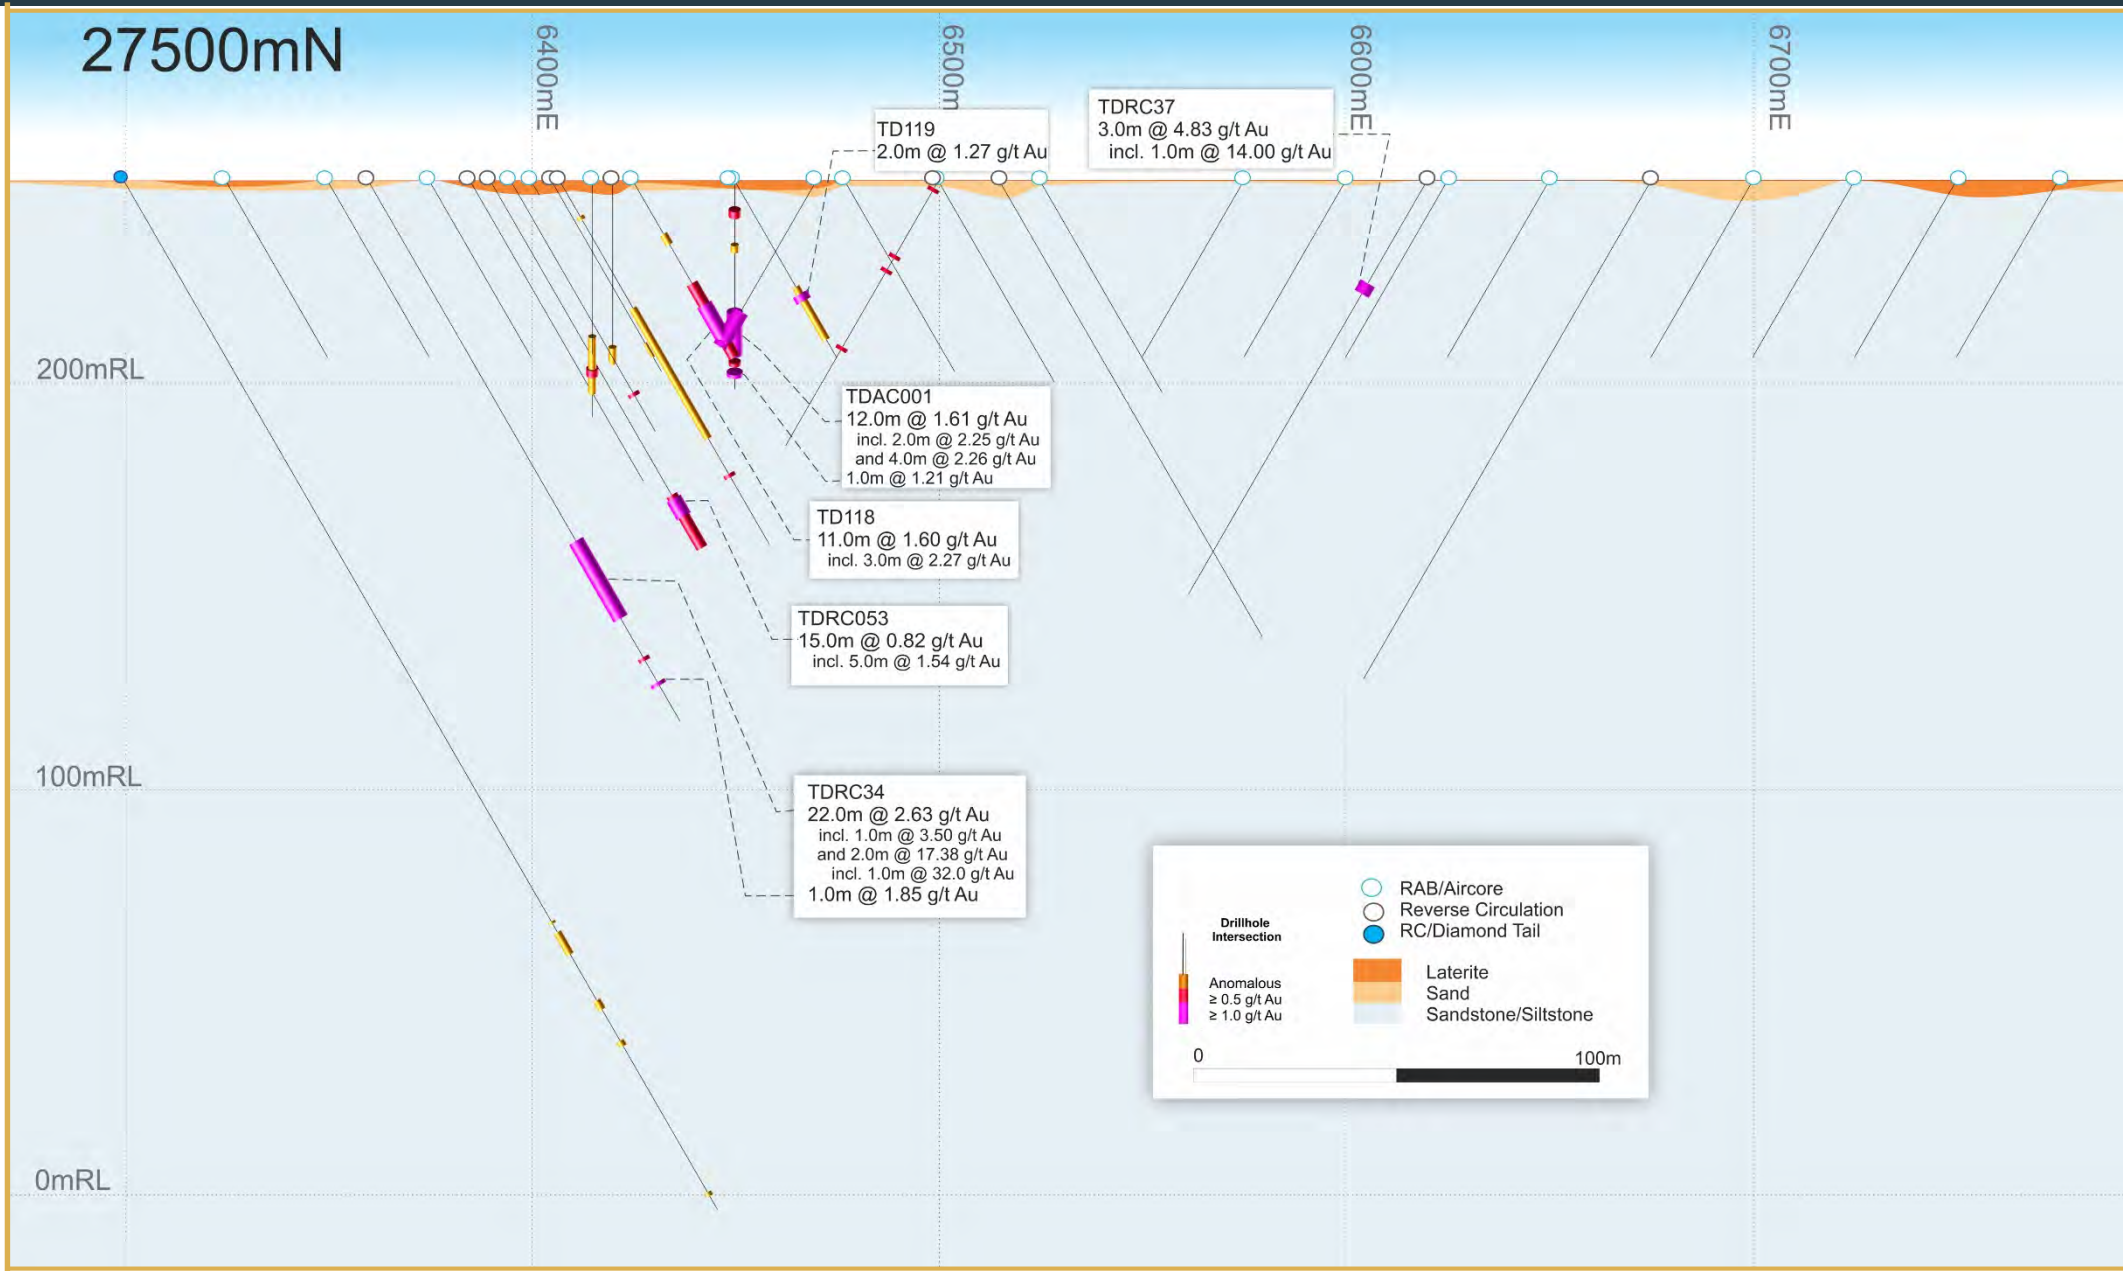 27500mN
6400mE
6500m
6600mE
6700mE
TDRC37
3.0m @ 4.83 g/t Au
incl. 1.0m @ 14.00 g/t Au
TD119
2.0m @ 1.27 g/t Au
200mRL
TDAC001
12.0m @ 1.61 g/t Au
incl. 2.0m @ 2.25 g/t Au
and 4.0m @ 2.26 g/t Au
1.0m @ 1.21 g/t Au
TD118
11.0m @ 1.60 g/t Au
incl. 3.0m @ 2.27 g/t Au
TDRC053
15.0m @ 0.82 g/t Au
incl. 5.0m @ 1.54 g/t Au
100mRL
TDRC34
22.0m @ 2.63 g/t Au
incl. 1.0m @ 3.50 g/t Au
and 2.0m @ 17.38 g/t Au
incl. 1.0m @ 32.0 g/t Au
1.0m @ 1.85 g/t Au
Drillhole
Intersection
Anomalous
≥ 0.5 g/t Au
≥ 1.0 g/t Au
RAB/Aircore
Reverse Circulation
RC/Diamond Tail
Laterite
Sand
Sandstone/Siltstone
0
100m
0mRL